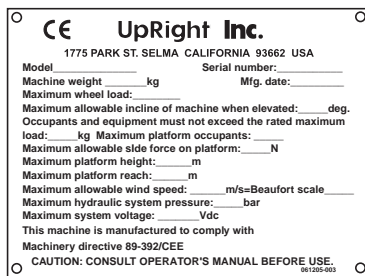 CE UpRight Inc.
1775 PARK ST. SELMA CALIFORNIA 93662 USA
Model______________ Serial number:___________
Machine weight _______kg Mfg. date:_________
Maximum wheel load:________
Maximum allowable incline of machine when elevated:_____deg.
Occupants and equipment must not exceed the rated maximum
load:_____kg Maximum platform occupants: _____
Maximum allowable slde force on platform:_____N
Maximum platform height:______m
Maximum platform reach:______m
Maximum allowable wind speed: ______m/s=Beaufort scale_____
Maximum hydraulic system pressure:_____bar
Maximum system voltage: _______Vdc
This machine is manufactured to comply with
Machinery directive 89-392/CEE
CAUTION: CONSULT OPERATOR'S MANUAL BEFORE USE.
061205-003